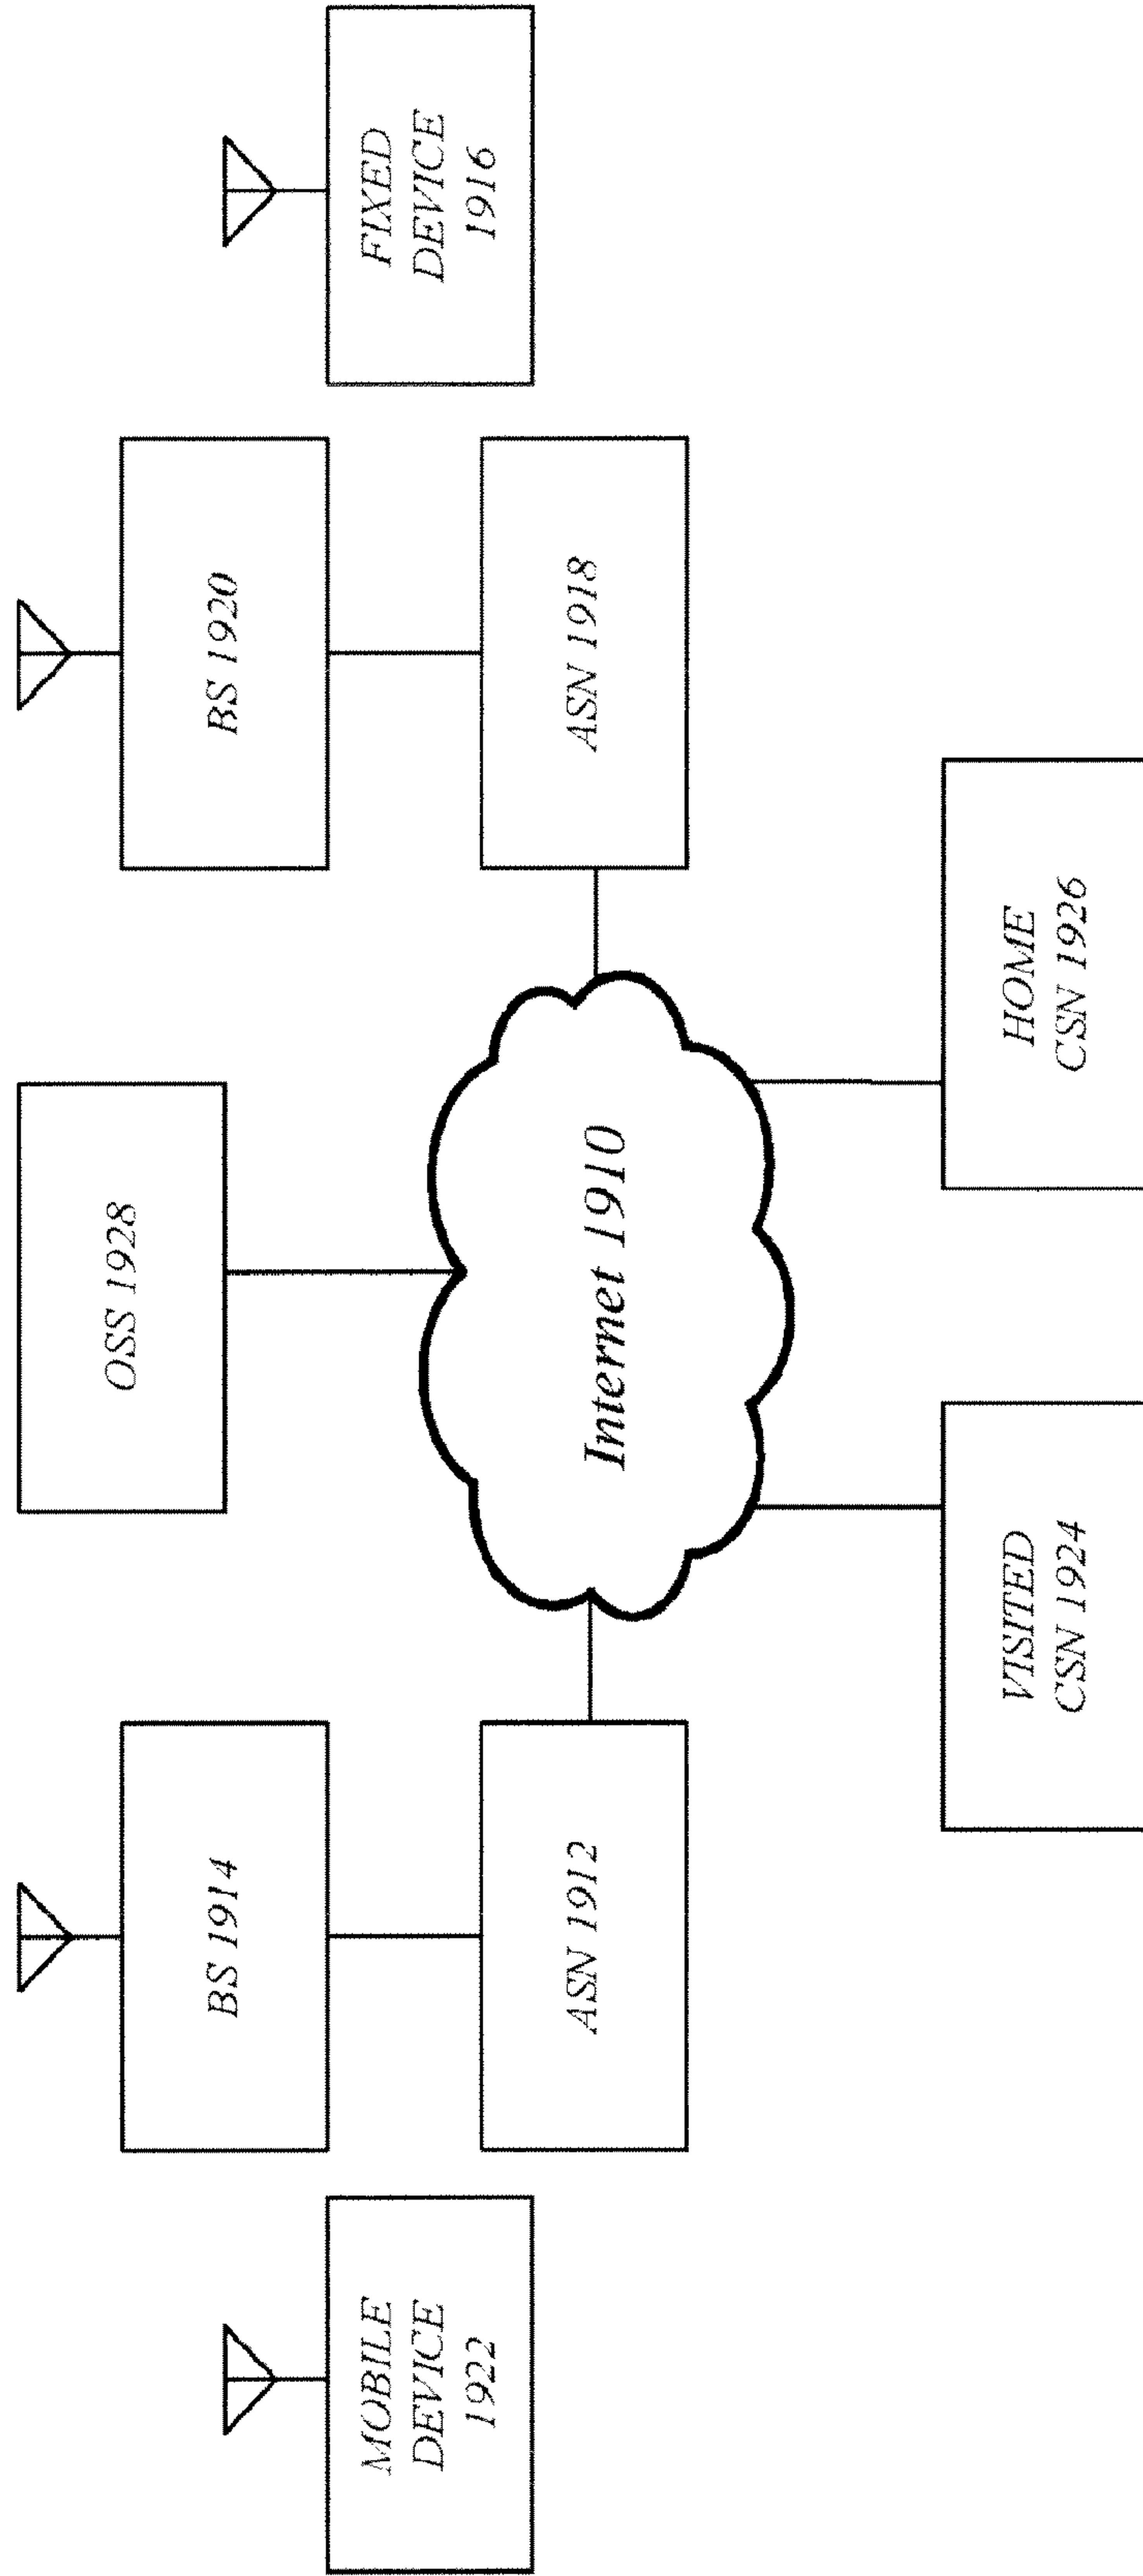 OSS 1928
BS 1914
BS 1920
MOBILE
DEVICE
1922
FIXED
DEVICE
1916
ASN 1912
Internet 1910
ASN 1918
VISITED
CSN 1924
HOME
CSN 1926